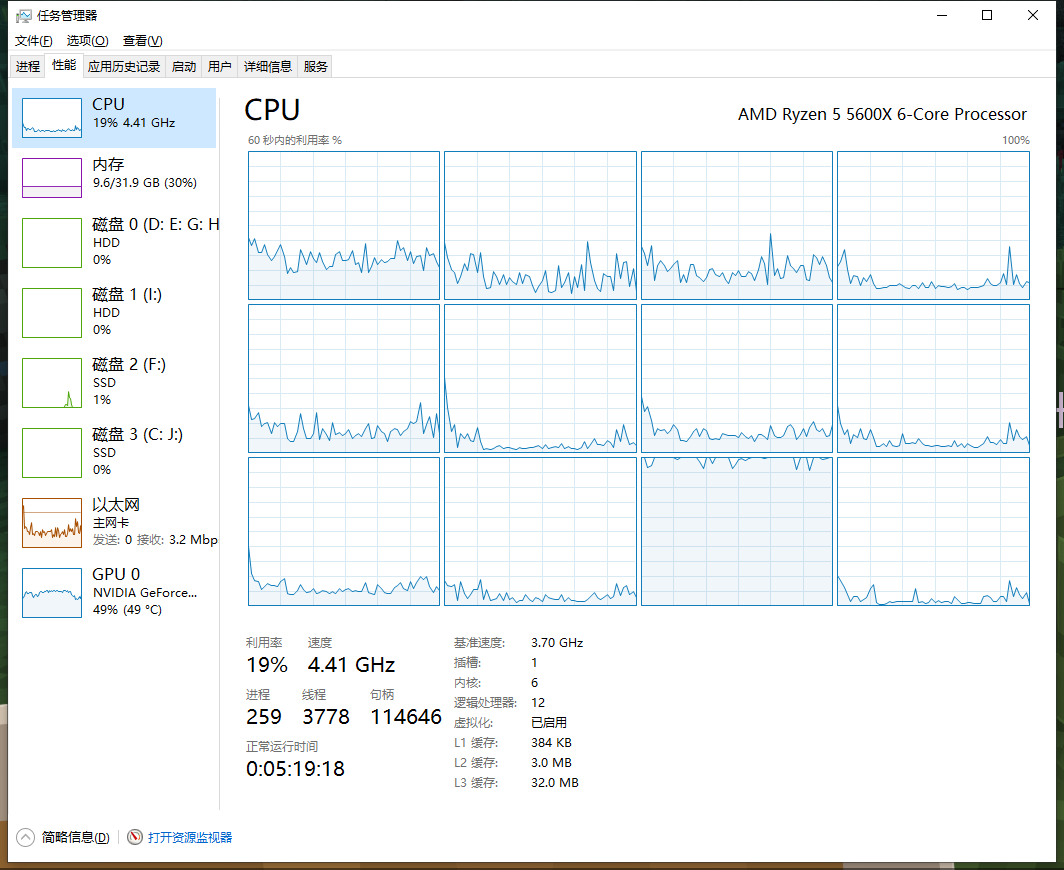 任务管理器
文件(F) 选项(O) 查看(V)
进程 性能 应用历史记录 启动 用户 详细信息 服务
CPU
19% 4.41 GHz
内存
9.6/31.9 GB (30%)
磁盘 0 (D: E: G: H
HDD
0%
磁盘 1 (I:)
HDD
0%
磁盘 2 (F:)
SSD
1%
磁盘 3 (C: J:)
SSD
0%
以太网
主网卡
发送: 0 接收: 3.2 Mbp
GPU 0
NVIDIA GeForce...
49% (49 °C)
CPU
AMD Ryzen 5 5600X 6-Core Processor
60 秒内的利用率 %
100%
利用率 速度
19% 4.41 GHz
进程 线程 句柄
259 3778 114646
正常运行时间
0:05:19:18
基准速度: 3.70 GHz
插槽: 1
内核: 6
逻辑处理器: 12
虚拟化: 已启用
L1 缓存: 384 KB
L2 缓存: 3.0 MB
L3 缓存: 32.0 MB
简略信息(D)
打开资源监视器